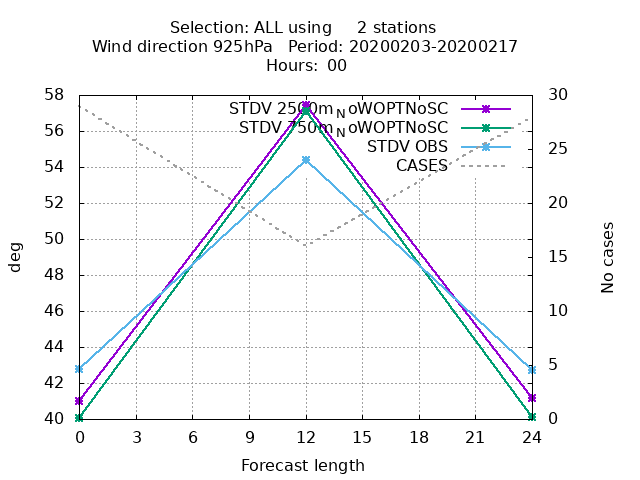 Selection: ALL using 2 stations
Wind direction 925hPa Period: 20200203-20200217
Hours: 00
58
56
54
52
50
48
46
44
42
40
deg
STDV 2500mNoWOPTNoSC
STDV 750mNoWOPTNoSC
STDV OBS
CASES
30
25
20
15
10
5
0
No cases
0 3 6 9 12 15 18 21 24
Forecast length